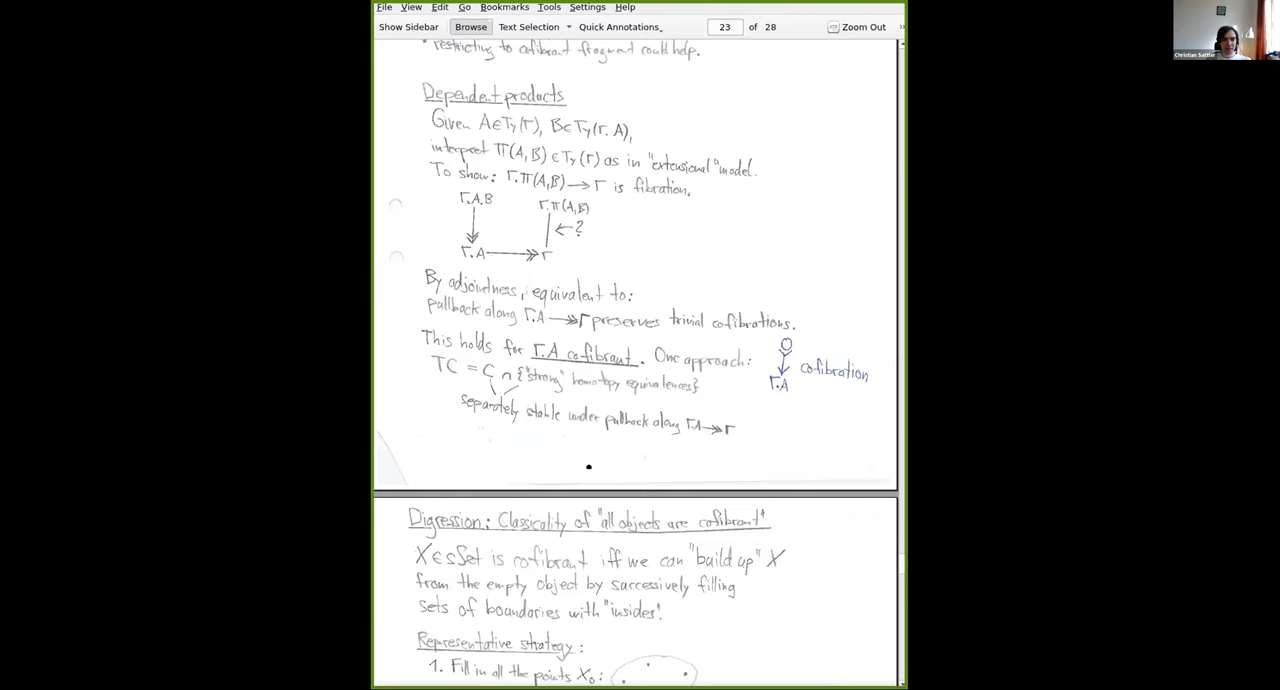 File Edit View Go Bookmarks Tools Settings Help
Show Sidebar Browse Text Selection Quick Annotations 23 of 28 Zoom Out »
Christian Sattler
• restricting to cofibrant fragment could help.
Dependent products
Given A∈Ty(Γ), B∈Ty(Γ.A),
interpret Π(A,B)∈Ty(Γ) as in "extensional" model.
To show: Γ.Π(A,B)→Γ is fibration.
Γ.A.B Γ.Π(A,B)
←?
Γ.A ↠ Γ
By adjointness, equivalent to:
pullback along Γ.A ↠ Γ preserves trivial cofibrations.
This holds for Γ.A cofibrant. One approach:
TC = C ∩ {"strong" homotopy equivalences}
separately stable under pullback along Γ.A ↠ Γ
0
cofibration
Γ.A
Digression: Classicality of "all objects are cofibrant"
X∈sSet is cofibrant iff we can "build up" X
from the empty object by successively filling
sets of boundaries with "insides".
Representative strategy:
1. Fill in all the points X₀: